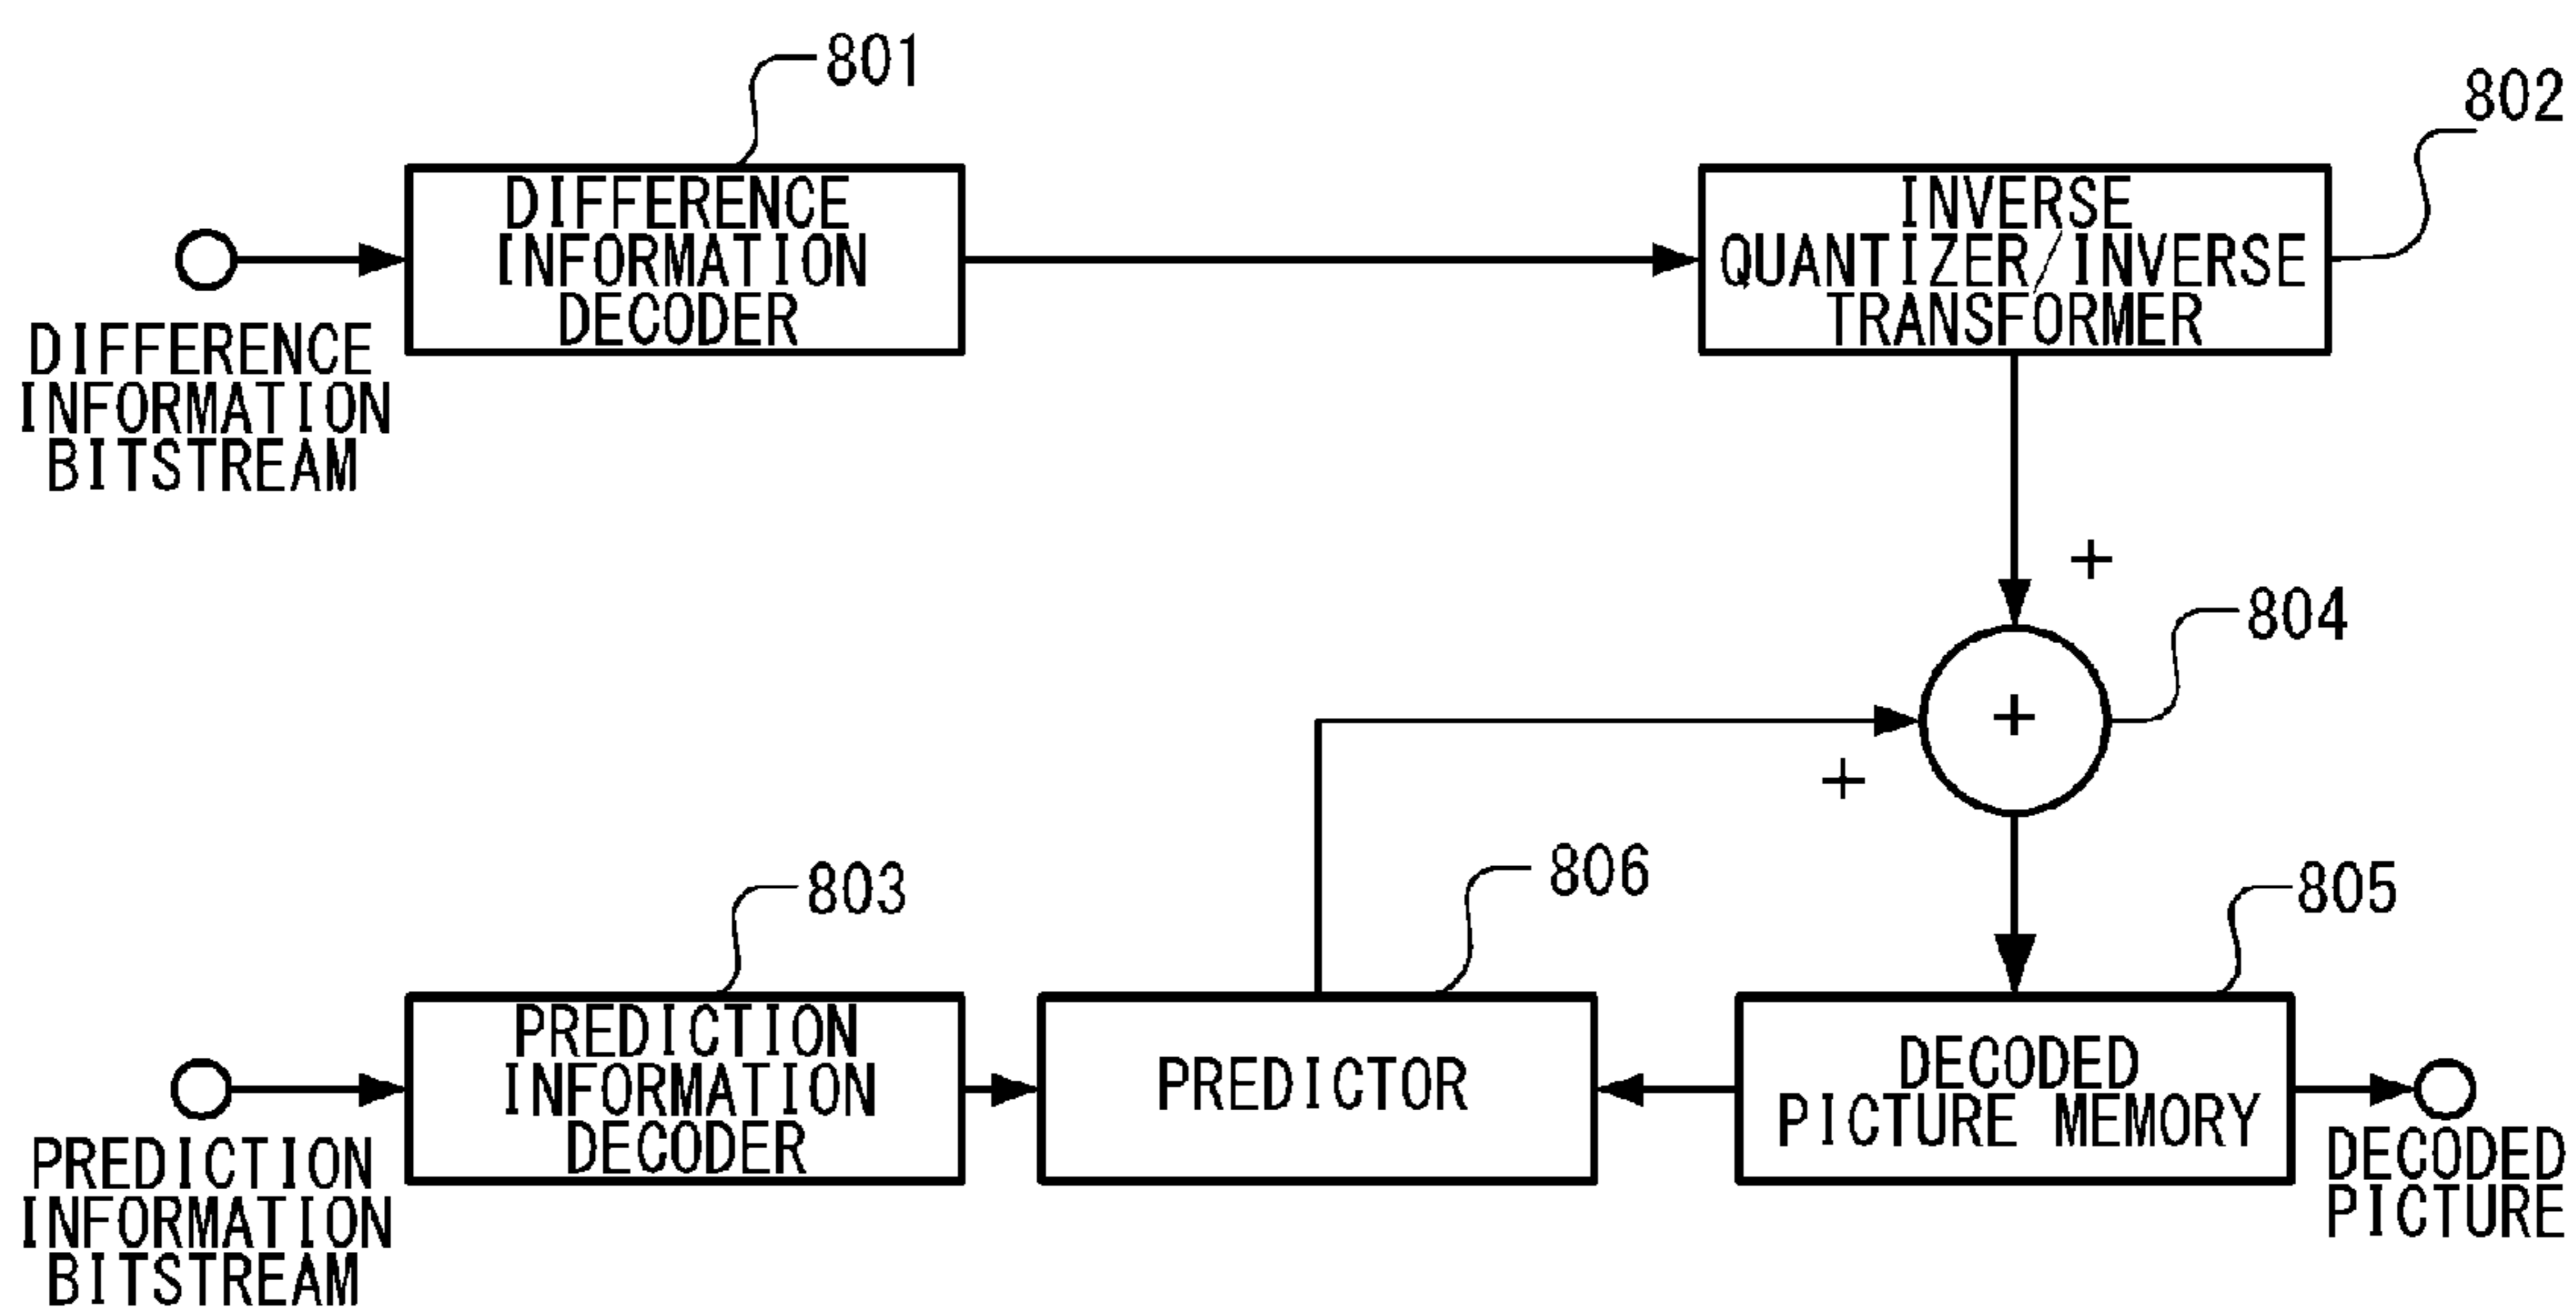 801
802
DIFFERENCE
INFORMATION
DECODER
INVERSE
QUANTIZER/INVERSE
TRANSFORMER
DIFFERENCE
INFORMATION
BITSTREAM
+
804
+
+
803
806
805
PREDICTION
INFORMATION
DECODER
PREDICTOR
DECODED
PICTURE MEMORY
PREDICTION
INFORMATION
BITSTREAM
DECODED
PICTURE